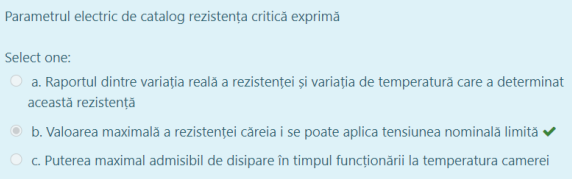 Parametrul electric de catalog rezistența critică exprimă
Select one:
a. Raportul dintre variația reală a rezistenței și variația de temperatură care a determinat
această rezistență
b. Valoarea maximală a rezistenței căreia i se poate aplica tensiunea nominală limită ✔
c. Puterea maximal admisibil de disipare în timpul funcționării la temperatura camerei